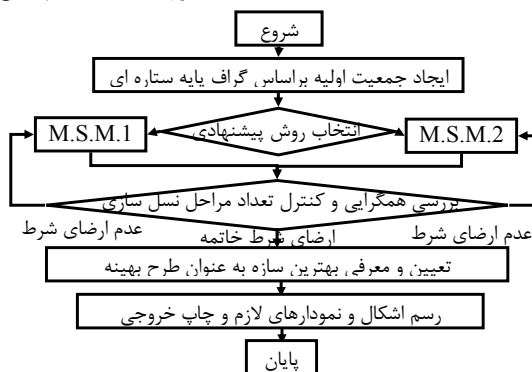 شروع
ایجاد جمعیت اولیه براساس گراف پایه ستاره ای
انتخاب روش پیشنهادی
M.S.M.1
M.S.M.2
بررسی همگرایی و کنترل تعداد مراحل نسل سازی
عدم ارضای شرط
ارضای شرط خاتمه
عدم ارضای شرط
تعیین و معرفی بهترین سازه به عنوان طرح بهینه
رسم اشکال و نمودارهای لازم و چاپ خروجی
پایان